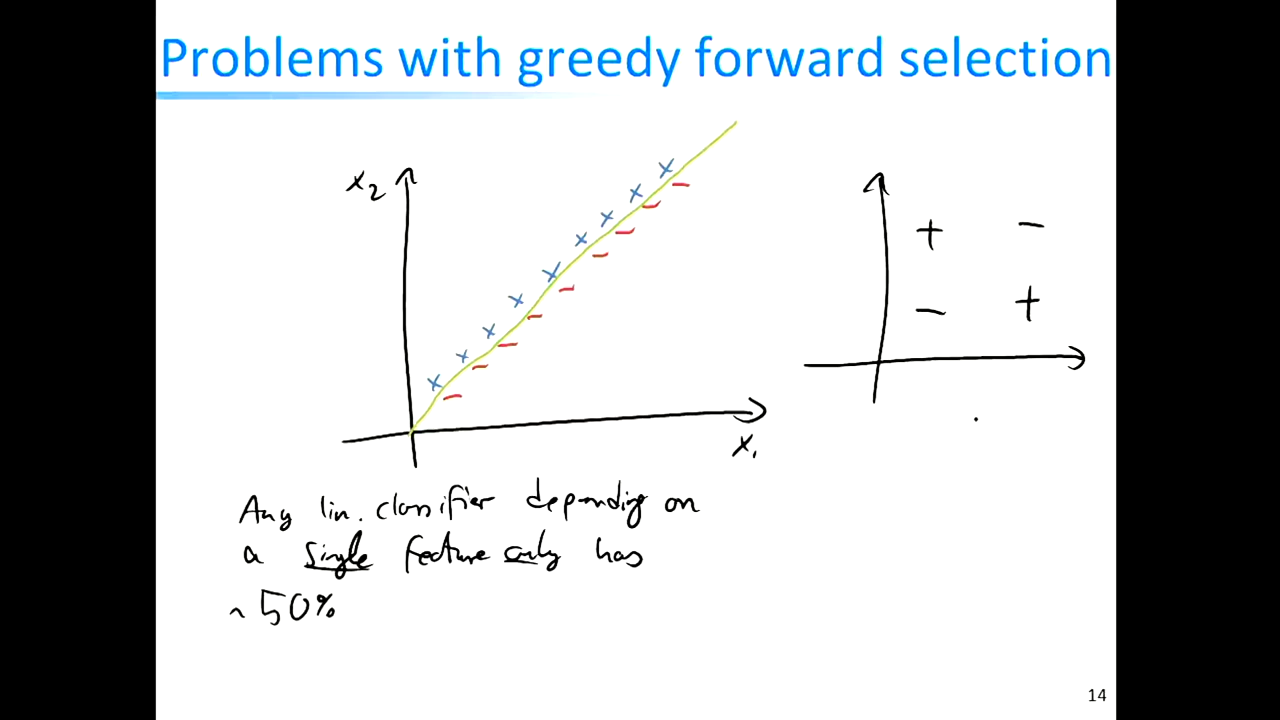 Problems with greedy forward selection
x2
x1
+ -
- +
Any lin. classifier depending on
a single feature only has
~50%
14